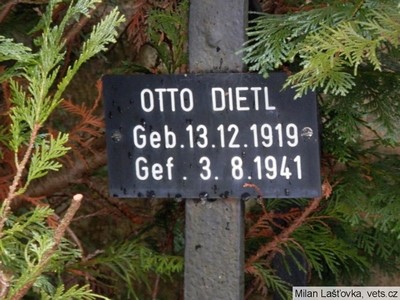 OTTO DIETL
Geb.13.12.1919
Gef. 3. 8.1941
Milan Lašťovka, vets.cz